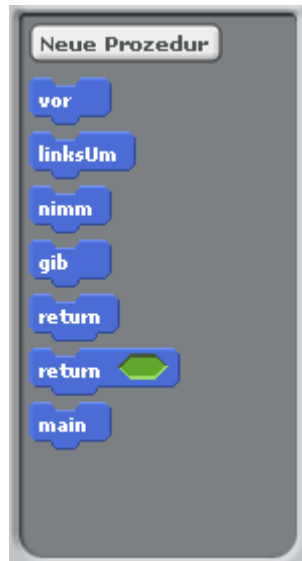 Neue Prozedur
vor
linksUm
nimm
gib
return
return
main